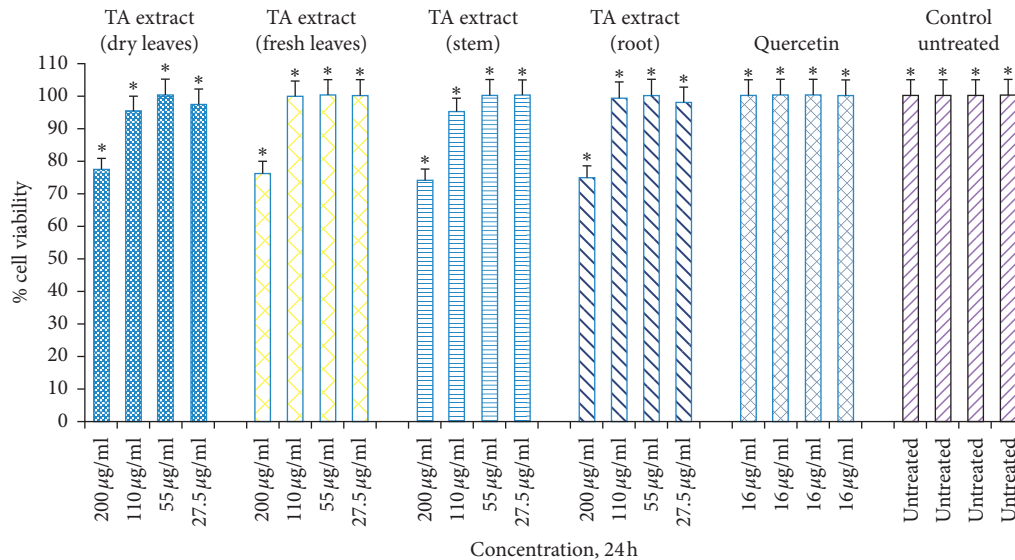 TA extract
(dry leaves)
TA extract
(fresh leaves)
TA extract
(stem)
TA extract
(root)
Quercetin
Control
untreated
% cell viability
110
100
90
80
70
60
50
40
30
20
10
0
* * * *
* * * *
* * * *
* * * *
* * * *
* * * *
200 µg/ml
110 µg/ml
55 µg/ml
27.5 µg/ml
200 µg/ml
110 µg/ml
55 µg/ml
27.5 µg/ml
200 µg/ml
110 µg/ml
55 µg/ml
27.5 µg/ml
200 µg/ml
110 µg/ml
55 µg/ml
27.5 µg/ml
16 µg/ml
16 µg/ml
16 µg/ml
16 µg/ml
Untreated
Untreated
Untreated
Untreated
Concentration, 24h